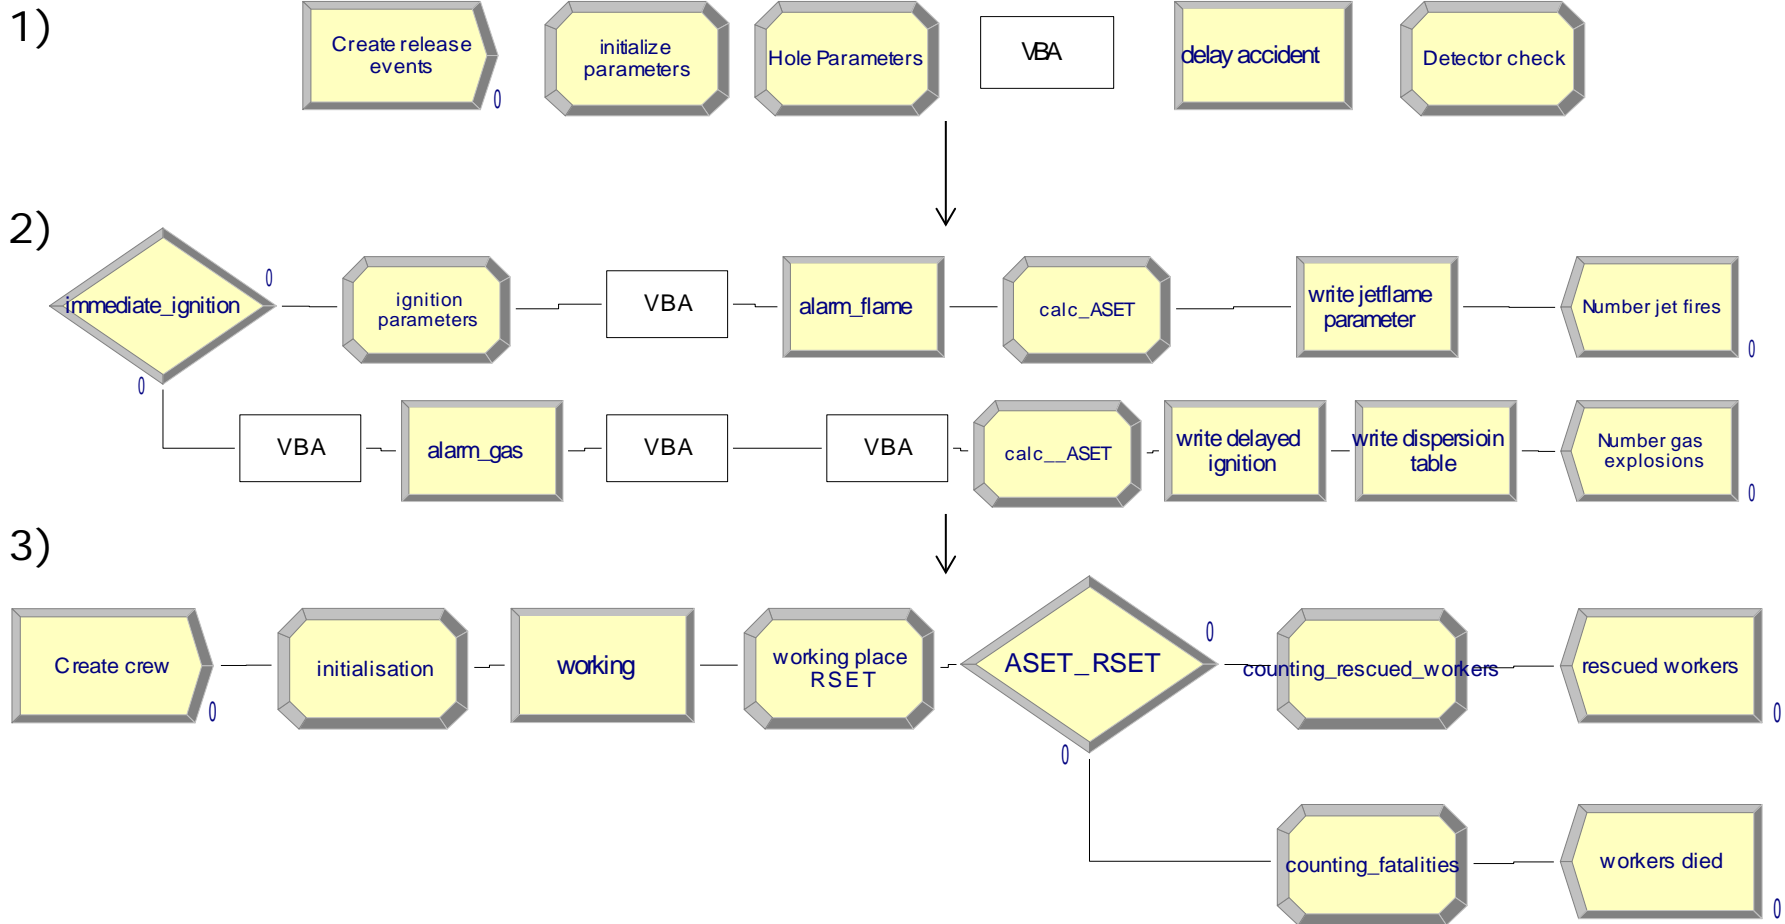 1)
Create release
events
0
initialize
parameters
Hole Parameters
VBA
delay accident
Detector check
2)
immediate_ignition
0
0
ignition
parameters
VBA
alarm_flame
calc_ASET
write jetflame
parameter
Number jet fires
0
VBA
alarm_gas
VBA
VBA
calc__ASET
write delayed
ignition
write dispersioin
table
Number gas
explosions
0
3)
Create crew
0
initialisation
working
working place
RSET
ASET_RSET
0
0
counting_rescued_workers
rescued workers
0
counting_fatalities
workers died
0